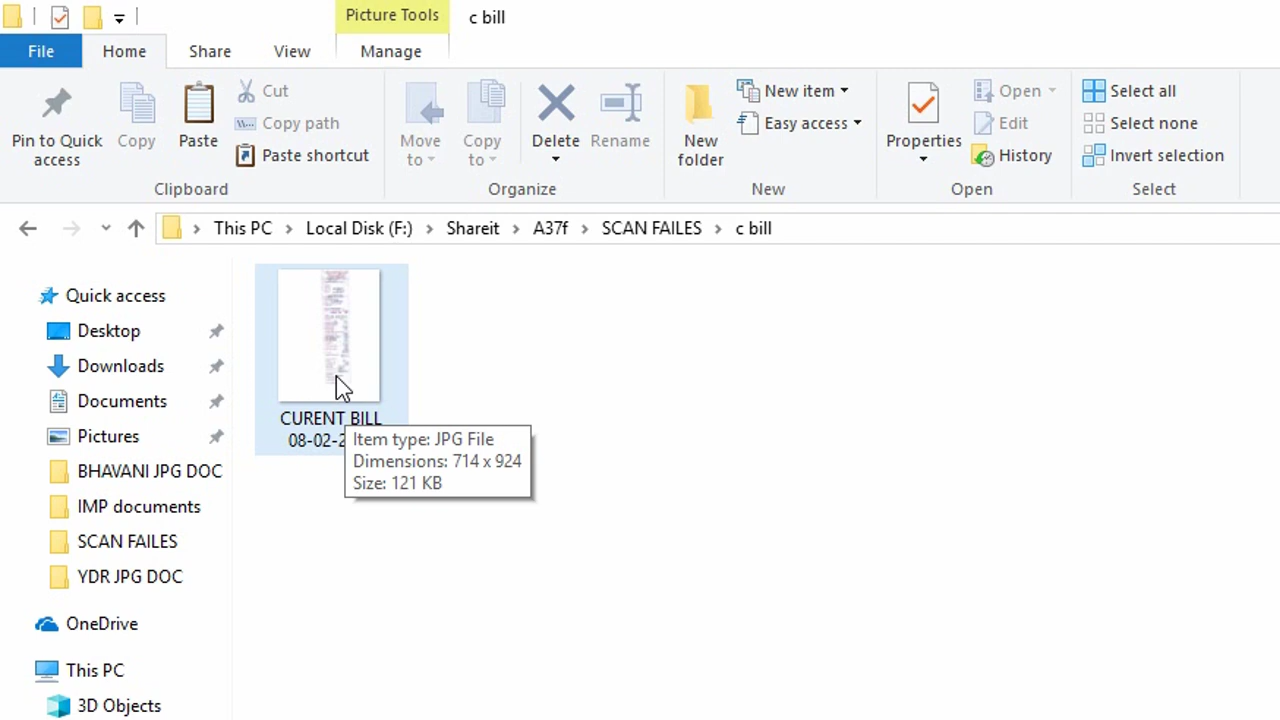 Picture Tools
c bill
File
Home
Share
View
Manage
Pin to Quick
access
Copy
Paste
Cut
Copy path
Paste shortcut
Clipboard
Move
to
Copy
to
Delete
Rename
Organize
New
folder
New item
Easy access
New
Properties
Open
Edit
History
Open
Select all
Select none
Invert selection
Select
This PC > Local Disk (F:) > Shareit > A37f > SCAN FAILES > c bill
Quick access
Desktop
Downloads
Documents
Pictures
BHAVANI JPG DOC
IMP documents
SCAN FAILES
YDR JPG DOC
OneDrive
This PC
3D Objects
CURENT BILL
08-02-2
Item type: JPG File
Dimensions: 714 x 924
Size: 121 KB